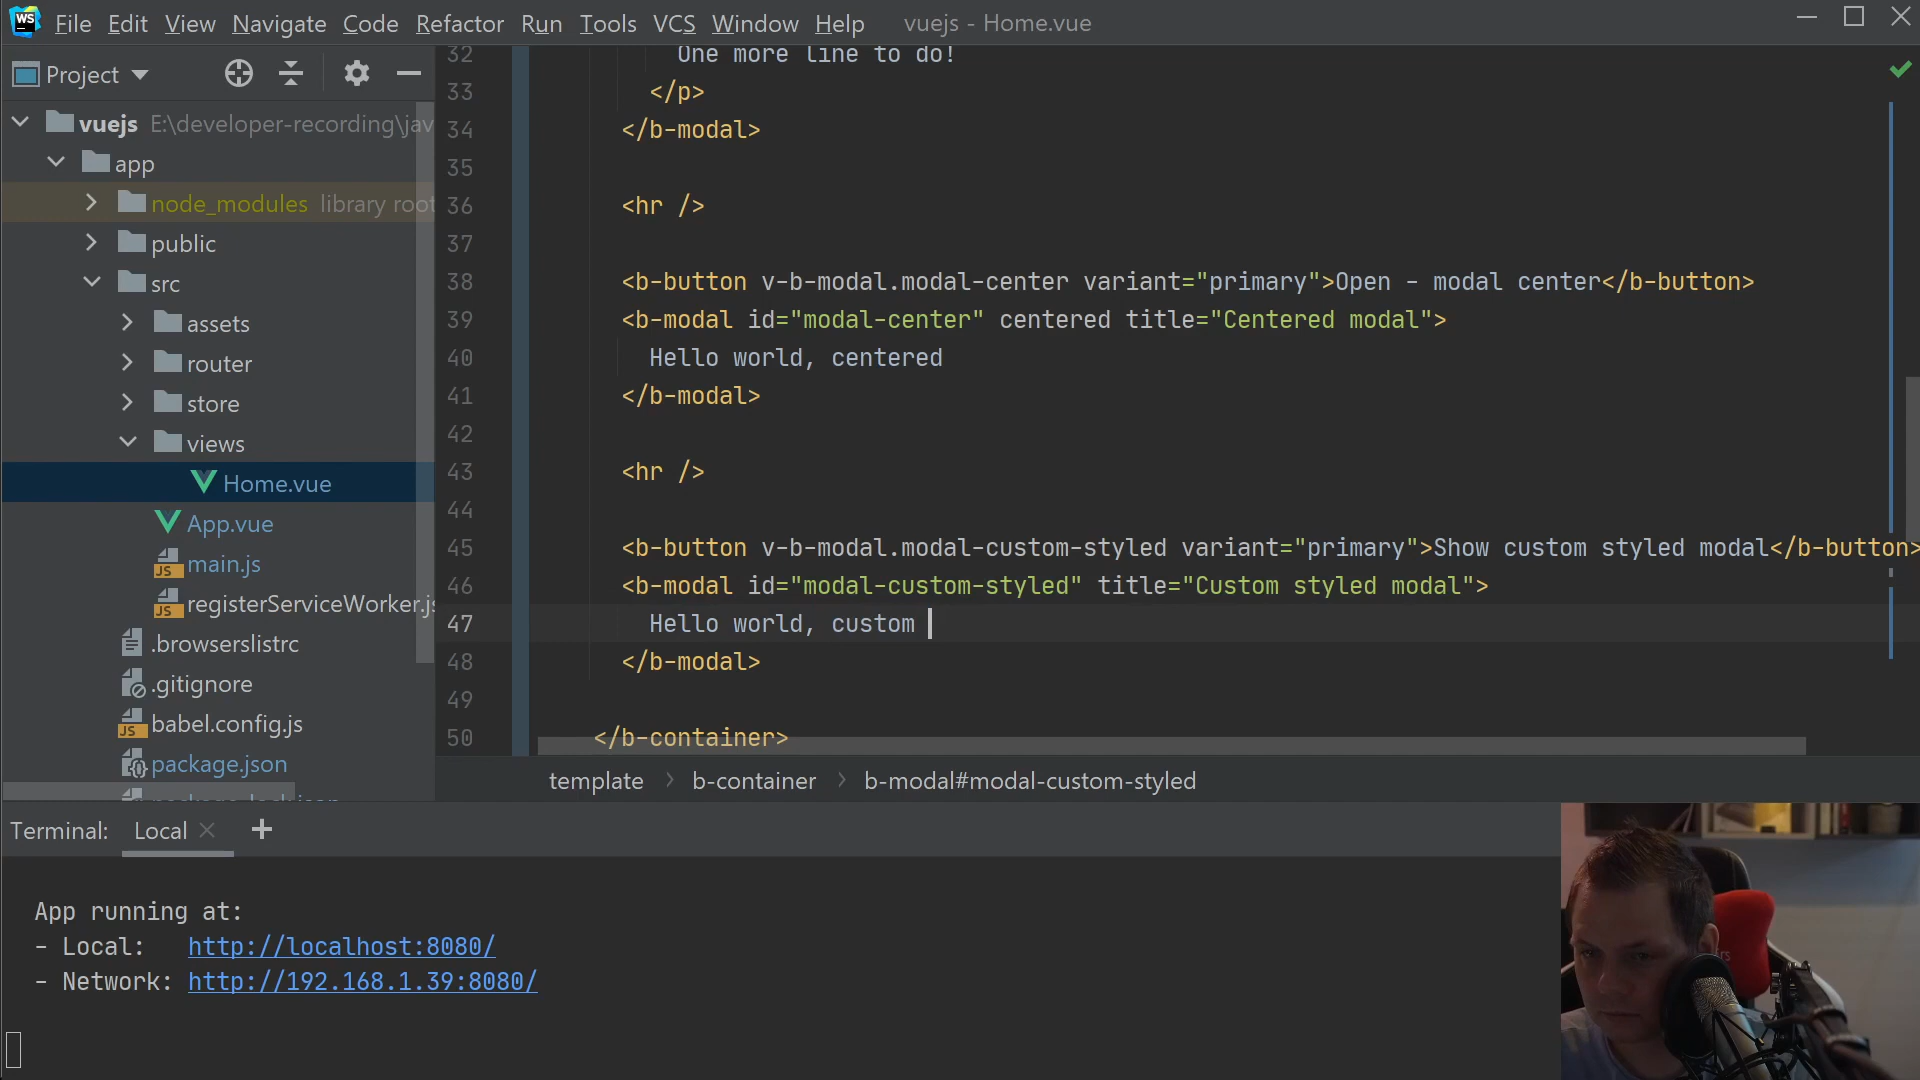 WS File Edit View Navigate Code Refactor Run Tools VCS Window Help vuejs - Home.vue
Project
vuejs E:\developer-recording\jav
app
node_modules library root
public
src
assets
router
store
views
Home.vue
App.vue
JS main.js
JS registerServiceWorker.js
.browserslistrc
.gitignore
JS babel.config.js
package.json
32 One more line to do!
33 </p>
34 </b-modal>
35
36 <hr />
37
38 <b-button v-b-modal.modal-center variant="primary">Open - modal center</b-button>
39 <b-modal id="modal-center" centered title="Centered modal">
40 Hello world, centered
41 </b-modal>
42
43 <hr />
44
45 <b-button v-b-modal.modal-custom-styled variant="primary">Show custom styled modal</b-button>
46 <b-modal id="modal-custom-styled" title="Custom styled modal">
47 Hello world, custom
48 </b-modal>
49
50 </b-container>
template b-container b-modal#modal-custom-styled
Terminal: Local
App running at:
- Local: http://localhost:8080/
- Network: http://192.168.1.39:8080/